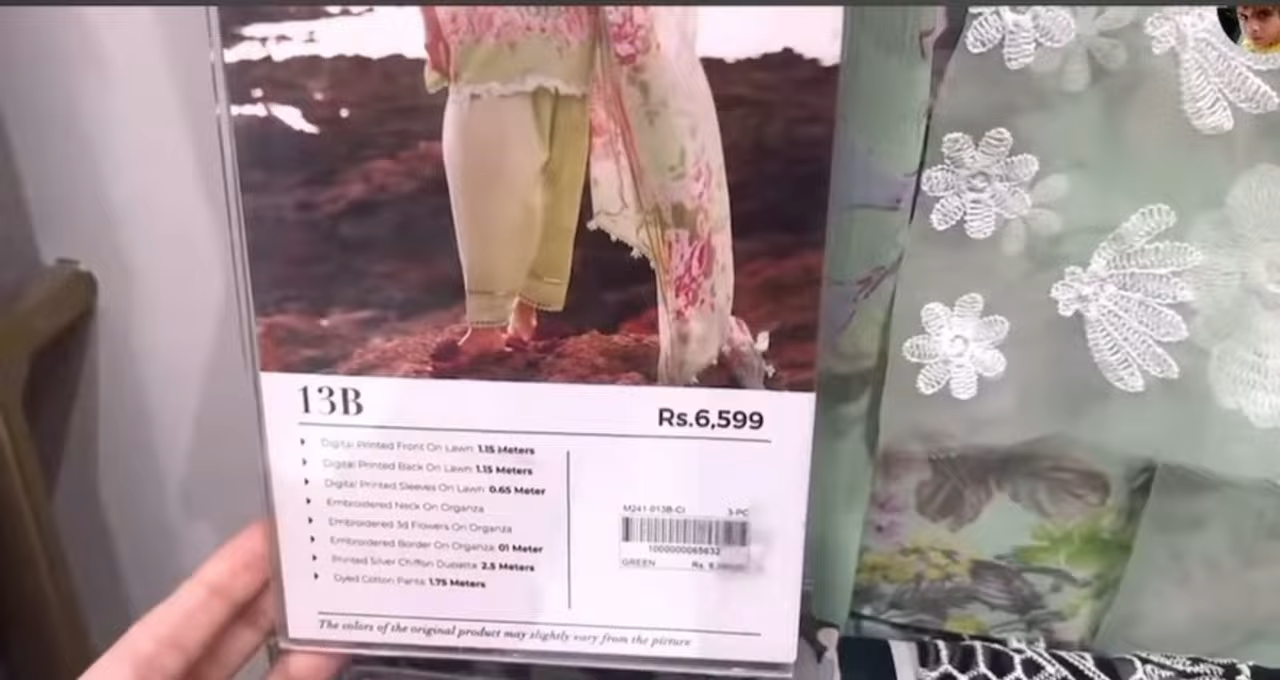 13B
Rs.6,599
Digital Printed Front On Lawn 1.15 Meters
Digital Printed Back On Lawn 1.15 Meters
Digital Printed Sleeves On Lawn 0.65 Meter
Embroidered Neck On Organza
Embroidered 3d Flowers On Organza
Embroidered Border On Organza 01 Meter
Printed Silver Chiffon Dupatta 2.5 Meters
Dyed Cotton Pants 1.75 Meters
M241-013B-CI 3-PC
1000000065632
GREEN Rs.
The colors of the original product may slightly vary from the picture